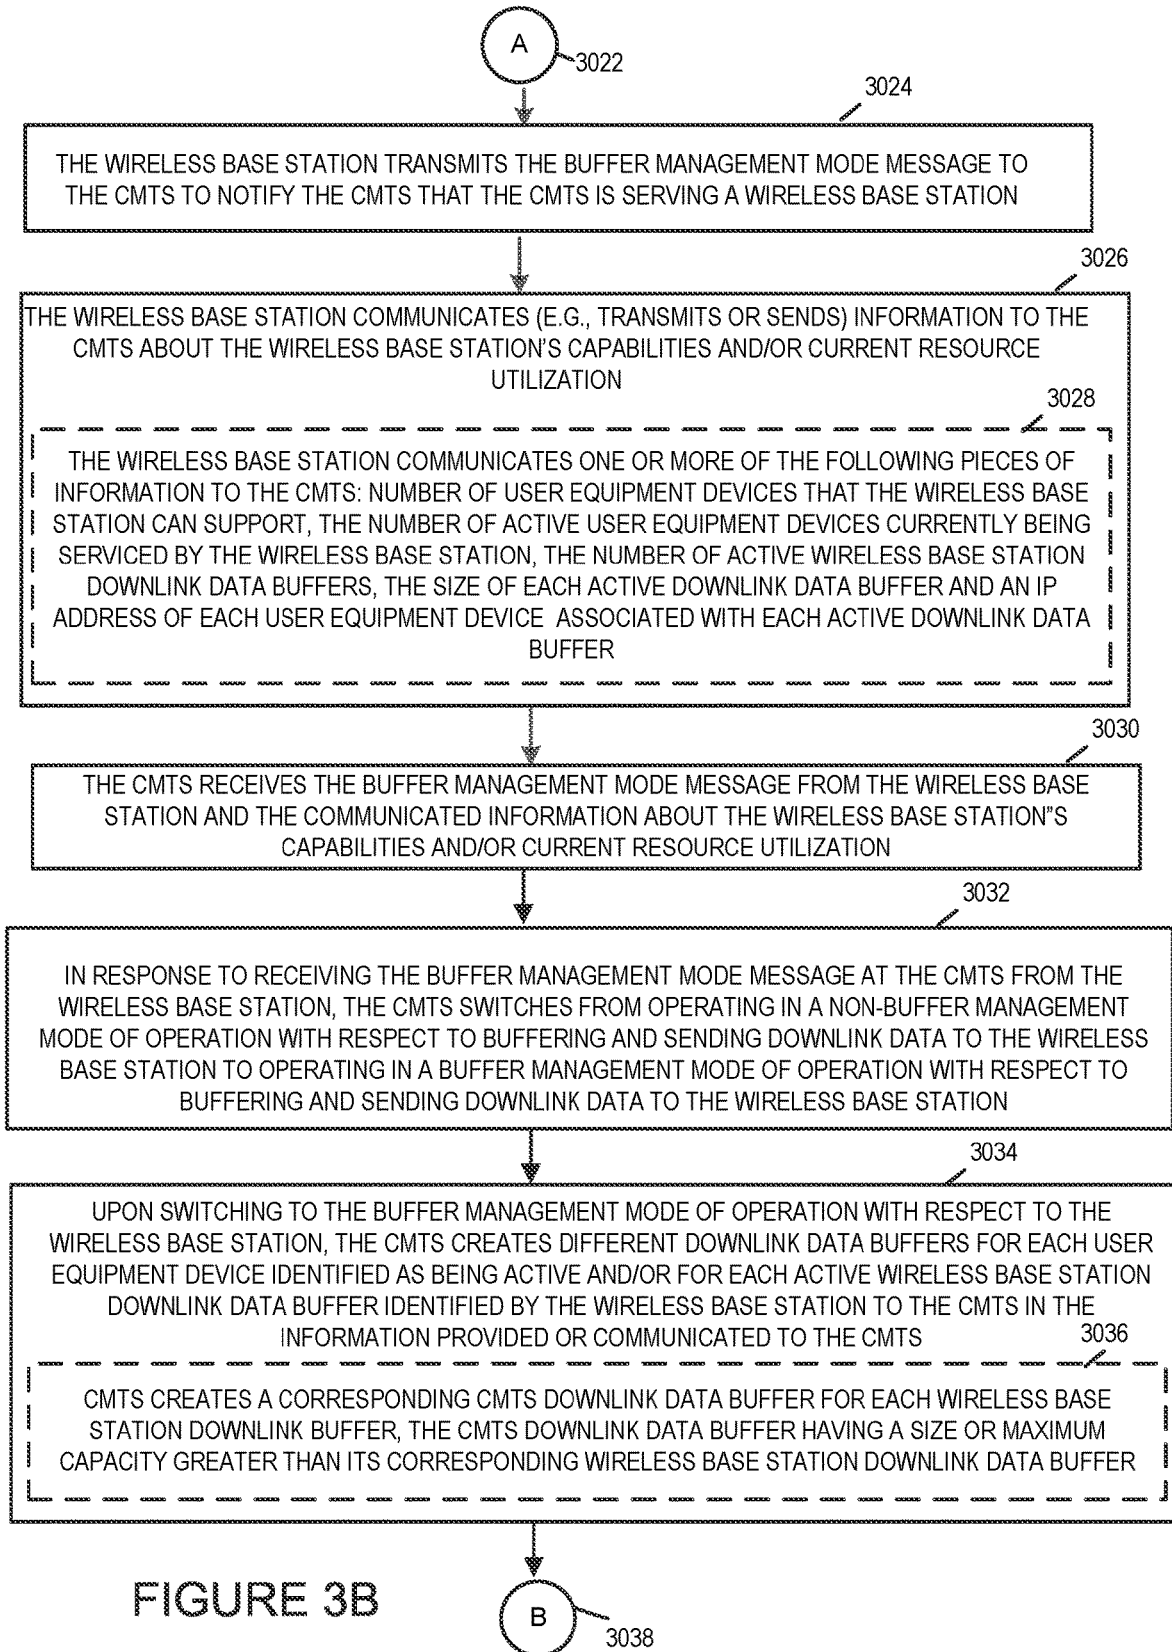 A
3022
3024
THE WIRELESS BASE STATION TRANSMITS THE BUFFER MANAGEMENT MODE MESSAGE TO
THE CMTS TO NOTIFY THE CMTS THAT THE CMTS IS SERVING A WIRELESS BASE STATION
3026
THE WIRELESS BASE STATION COMMUNICATES (E.G., TRANSMITS OR SENDS) INFORMATION TO THE
CMTS ABOUT THE WIRELESS BASE STATION'S CAPABILITIES AND/OR CURRENT RESOURCE
UTILIZATION
3028
THE WIRELESS BASE STATION COMMUNICATES ONE OR MORE OF THE FOLLOWING PIECES OF
INFORMATION TO THE CMTS: NUMBER OF USER EQUIPMENT DEVICES THAT THE WIRELESS BASE
STATION CAN SUPPORT, THE NUMBER OF ACTIVE USER EQUIPMENT DEVICES CURRENTLY BEING
SERVICED BY THE WIRELESS BASE STATION, THE NUMBER OF ACTIVE WIRELESS BASE STATION
DOWNLINK DATA BUFFERS, THE SIZE OF EACH ACTIVE DOWNLINK DATA BUFFER AND AN IP
ADDRESS OF EACH USER EQUIPMENT DEVICE ASSOCIATED WITH EACH ACTIVE DOWNLINK DATA
BUFFER
3030
THE CMTS RECEIVES THE BUFFER MANAGEMENT MODE MESSAGE FROM THE WIRELESS BASE
STATION AND THE COMMUNICATED INFORMATION ABOUT THE WIRELESS BASE STATION"S
CAPABILITIES AND/OR CURRENT RESOURCE UTILIZATION
3032
IN RESPONSE TO RECEIVING THE BUFFER MANAGEMENT MODE MESSAGE AT THE CMTS FROM THE
WIRELESS BASE STATION, THE CMTS SWITCHES FROM OPERATING IN A NON-BUFFER MANAGEMENT
MODE OF OPERATION WITH RESPECT TO BUFFERING AND SENDING DOWNLINK DATA TO THE WIRELESS
BASE STATION TO OPERATING IN A BUFFER MANAGEMENT MODE OF OPERATION WITH RESPECT TO
BUFFERING AND SENDING DOWNLINK DATA TO THE WIRELESS BASE STATION
3034
UPON SWITCHING TO THE BUFFER MANAGEMENT MODE OF OPERATION WITH RESPECT TO THE
WIRELESS BASE STATION, THE CMTS CREATES DIFFERENT DOWNLINK DATA BUFFERS FOR EACH USER
EQUIPMENT DEVICE IDENTIFIED AS BEING ACTIVE AND/OR FOR EACH ACTIVE WIRELESS BASE STATION
DOWNLINK DATA BUFFER IDENTIFIED BY THE WIRELESS BASE STATION TO THE CMTS IN THE
INFORMATION PROVIDED OR COMMUNICATED TO THE CMTS
3036
CMTS CREATES A CORRESPONDING CMTS DOWNLINK DATA BUFFER FOR EACH WIRELESS BASE
STATION DOWNLINK BUFFER, THE CMTS DOWNLINK DATA BUFFER HAVING A SIZE OR MAXIMUM
CAPACITY GREATER THAN ITS CORRESPONDING WIRELESS BASE STATION DOWNLINK DATA BUFFER
FIGURE 3B
B
3038